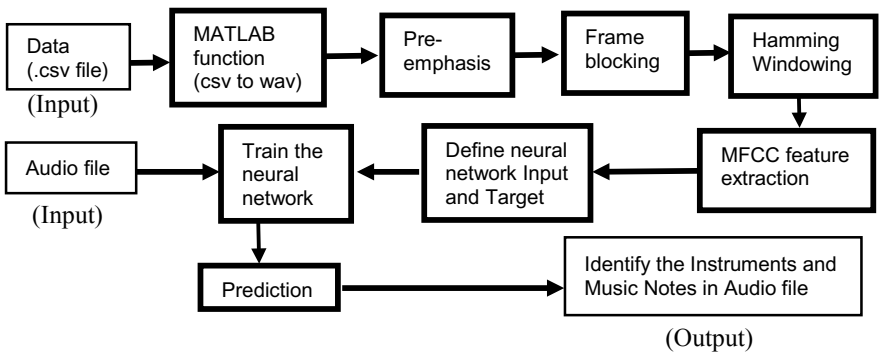 Data
(.csv file)
(Input)
MATLAB
function
(csv to wav)
Pre-
emphasis
Frame
blocking
Hamming
Windowing
Audio file
(Input)
Train the
neural
network
Define neural
network Input
and Target
MFCC feature
extraction
Prediction
Identify the Instruments and
Music Notes in Audio file
(Output)